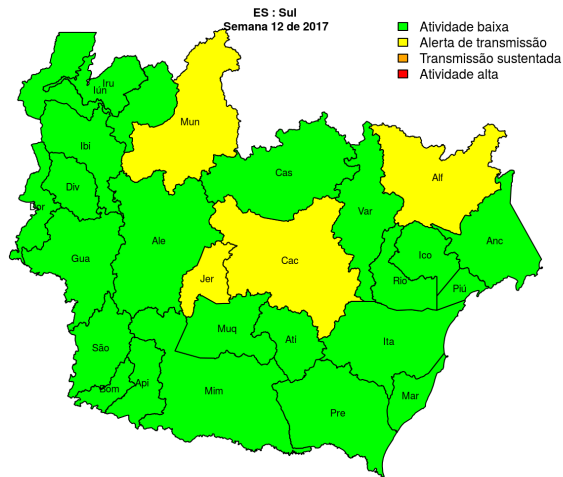 ES : Sul
Semana 12 de 2017
Atividade baixa
Alerta de transmissão
Transmissão sustentada
Atividade alta
Iru
Iún
Mun
Ibi
Cas
Alf
Div
Dor
Var
Ale
Anc
Gua
Ico
Cac
Jer
Rio
Piú
Muq
Ati
Ita
São
Bom
Api
Mim
Mar
Pre